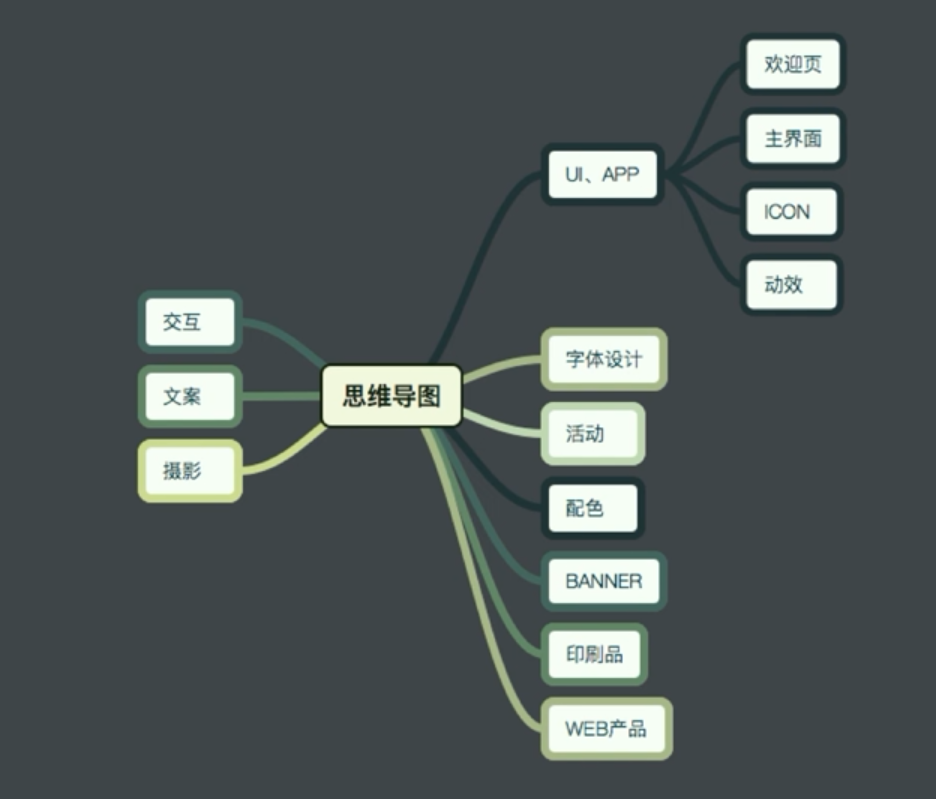 欢迎页
主界面
UI、APP
ICON
动效
交互
字体设计
文案
思维导图
活动
摄影
配色
BANNER
印刷品
WEB产品